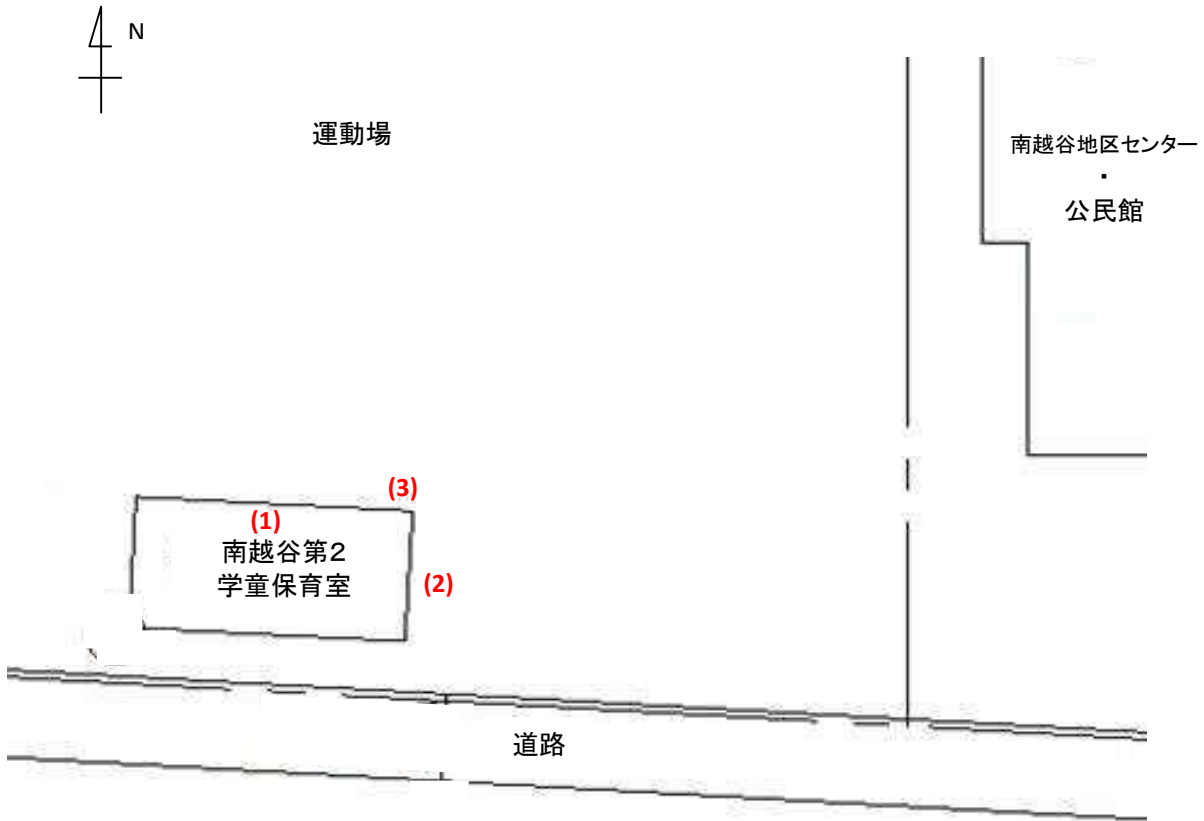 N
運動場
南越谷地区センター
・
公民館
(3)
(1)
南越谷第2
学童保育室
(2)
道路